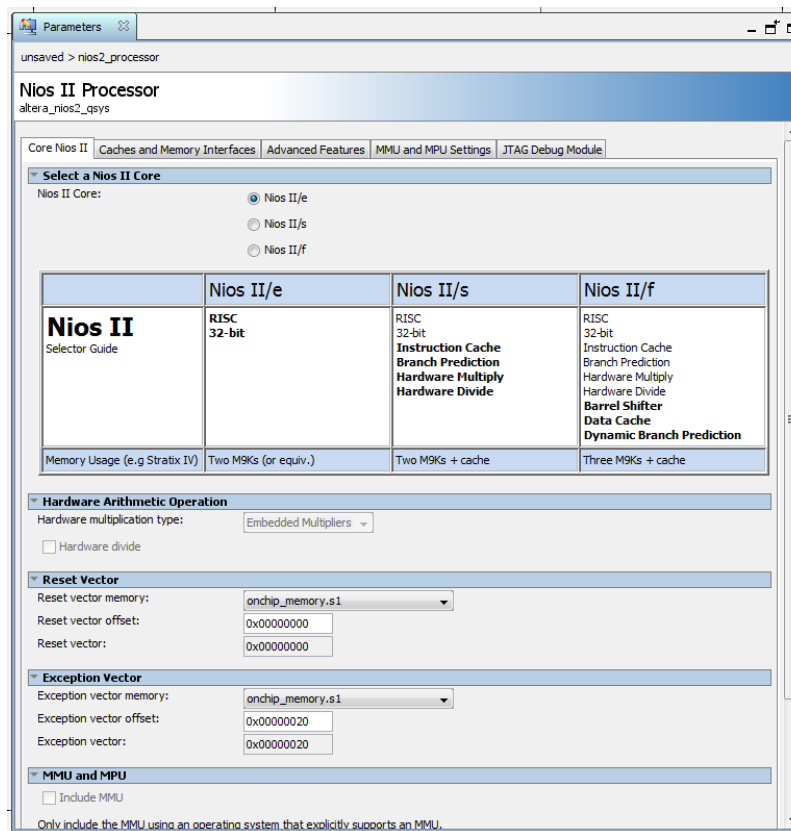 Parameters
unsaved > nios2_processor
Nios II Processor
altera_nios2_qsys
Core Nios II Caches and Memory Interfaces Advanced Features MMU and MPU Settings JTAG Debug Module
Select a Nios II Core
Nios II Core:
Nios II/e
Nios II/s
Nios II/f
Nios II/e Nios II/s Nios II/f
Nios II
Selector Guide
RISC
32-bit
RISC
32-bit
Instruction Cache
Branch Prediction
Hardware Multiply
Hardware Divide
RISC
32-bit
Instruction Cache
Branch Prediction
Hardware Multiply
Hardware Divide
Barrel Shifter
Data Cache
Dynamic Branch Prediction
Memory Usage (e.g Stratix IV) Two M9Ks (or equiv.) Two M9Ks + cache Three M9Ks + cache
Hardware Arithmetic Operation
Hardware multiplication type: Embedded Multipliers
Hardware divide
Reset Vector
Reset vector memory: onchip_memory.s1
Reset vector offset: 0x00000000
Reset vector: 0x00000000
Exception Vector
Exception vector memory: onchip_memory.s1
Exception vector offset: 0x00000020
Exception vector: 0x00000020
MMU and MPU
Include MMU
Only include the MMU using an operating system that explicitly supports an MMU.